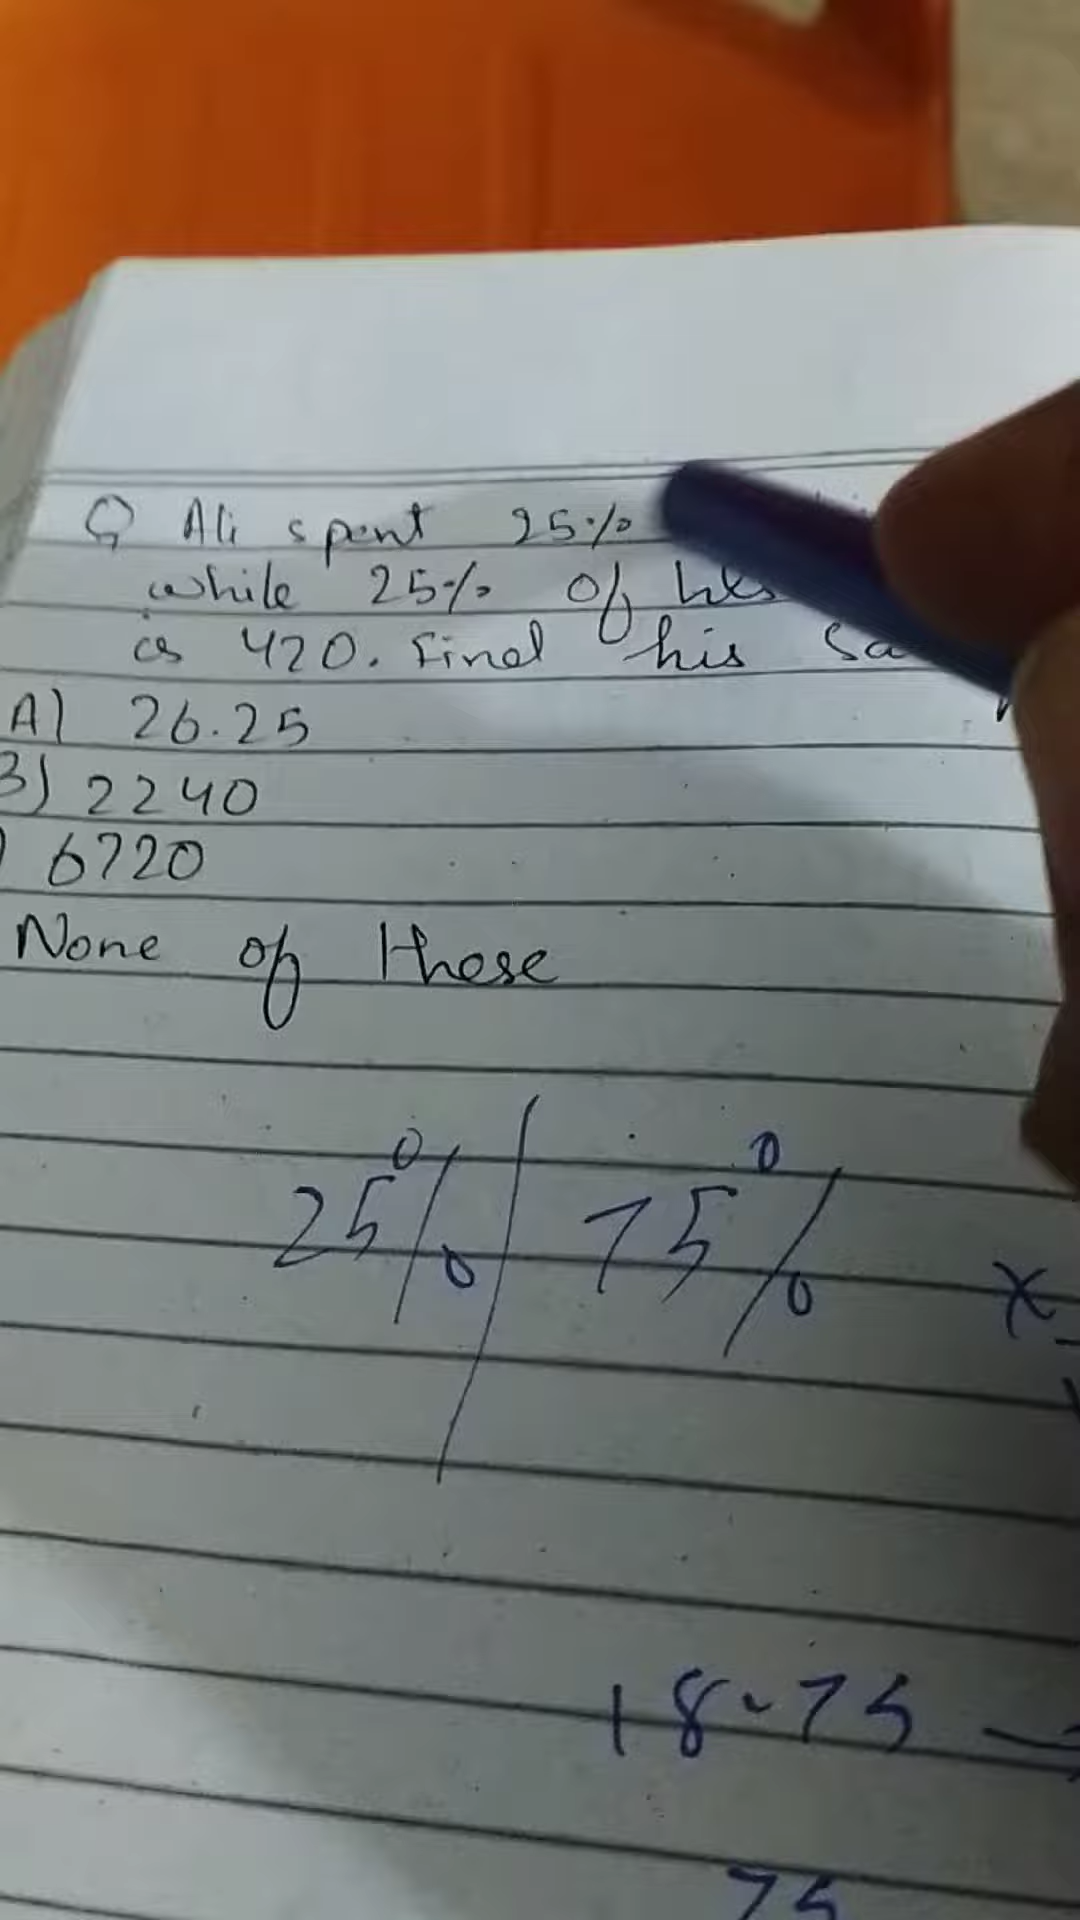 Q Ali spent 25%
while 25% of his
is 420. Find his Sa
A) 26.25
B) 2240
) 6720
None of these
25% 75% x
18.75
75